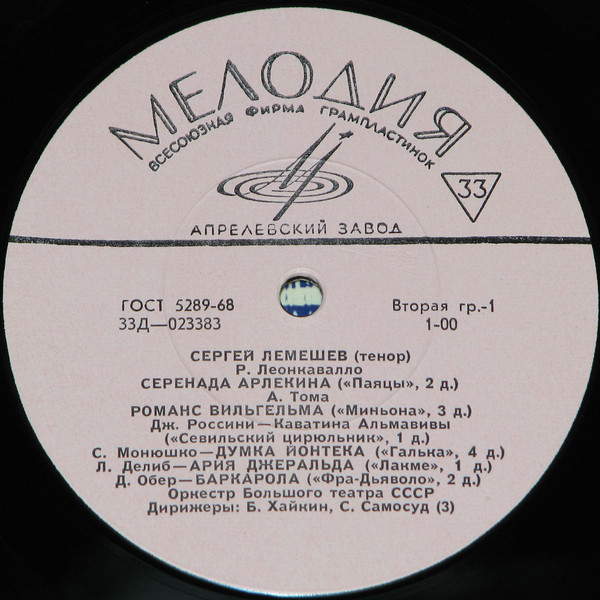 МЕЛОДИЯ
ВСЕСОЮЗНАЯ ФИРМА ГРАМПЛАСТИНОК
33
АПРЕЛЕВСКИЙ ЗАВОД
ГОСТ 5289-68 Вторая гр.-1
33Д—023383 1-00
СЕРГЕЙ ЛЕМЕШЕВ (тенор)
Р. Леонкавалло
СЕРЕНАДА АРЛЕКИНА («Паяцы», 2 д.)
А. Тома
РОМАНС ВИЛЬГЕЛЬМА («Миньона», 3 д.)
Дж. Россини—Каватина Альмавивы
(«Севильский цирюльник», 1 д.)
С. Монюшко—ДУМКА ЙОНТЕКА («Галька», 4 д.)
Л. Делиб—АРИЯ ДЖЕРАЛЬДА («Лакме», 1 д.)
Д. Обер—БАРКАРОЛА («Фра-Дьяволо», 2 д.)
Оркестр Большого театра СССР
Дирижеры: Б. Хайкин, С. Самосуд (3)